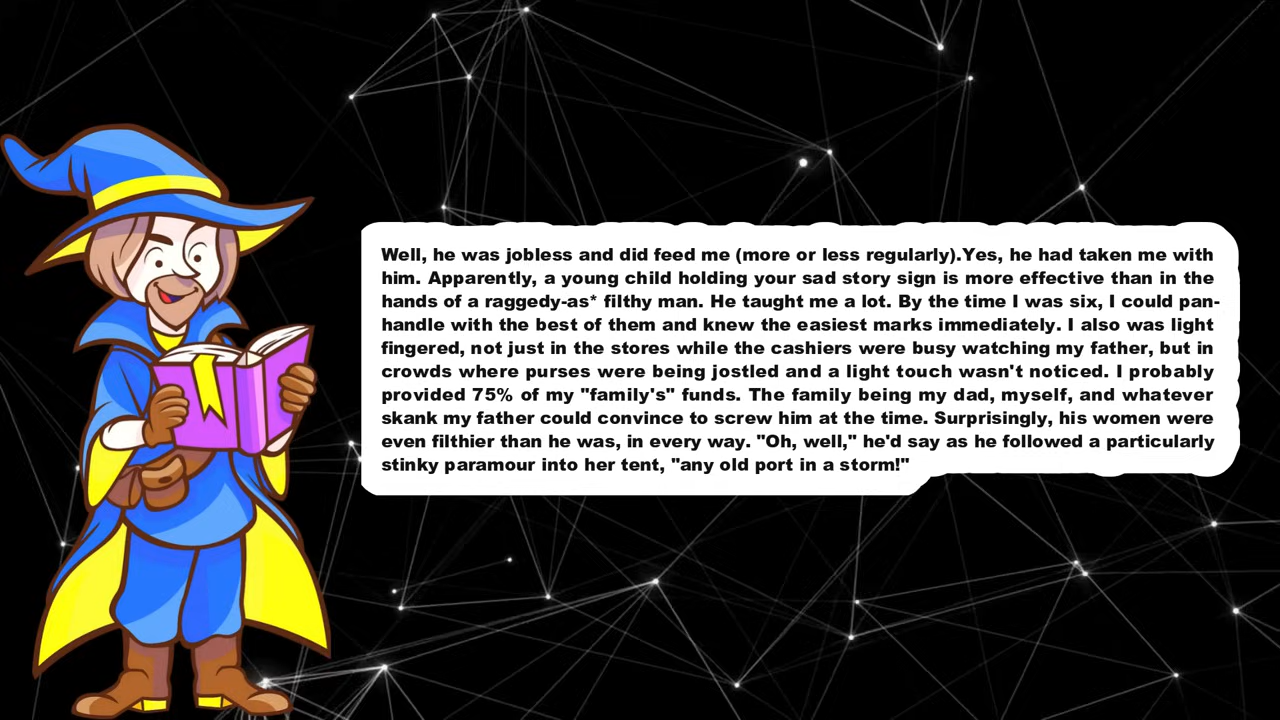 Well, he was jobless and did feed me (more or less regularly).Yes, he had taken me with
him. Apparently, a young child holding your sad story sign is more effective than in the
hands of a raggedy-as* filthy man. He taught me a lot. By the time I was six, I could pan-
handle with the best of them and knew the easiest marks immediately. I also was light
fingered, not just in the stores while the cashiers were busy watching my father, but in
crowds where purses were being jostled and a light touch wasn't noticed. I probably
provided 75% of my "family's" funds. The family being my dad, myself, and whatever
skank my father could convince to screw him at the time. Surprisingly, his women were
even filthier than he was, in every way. "Oh, well," he'd say as he followed a particularly
stinky paramour into her tent, "any old port in a storm!"